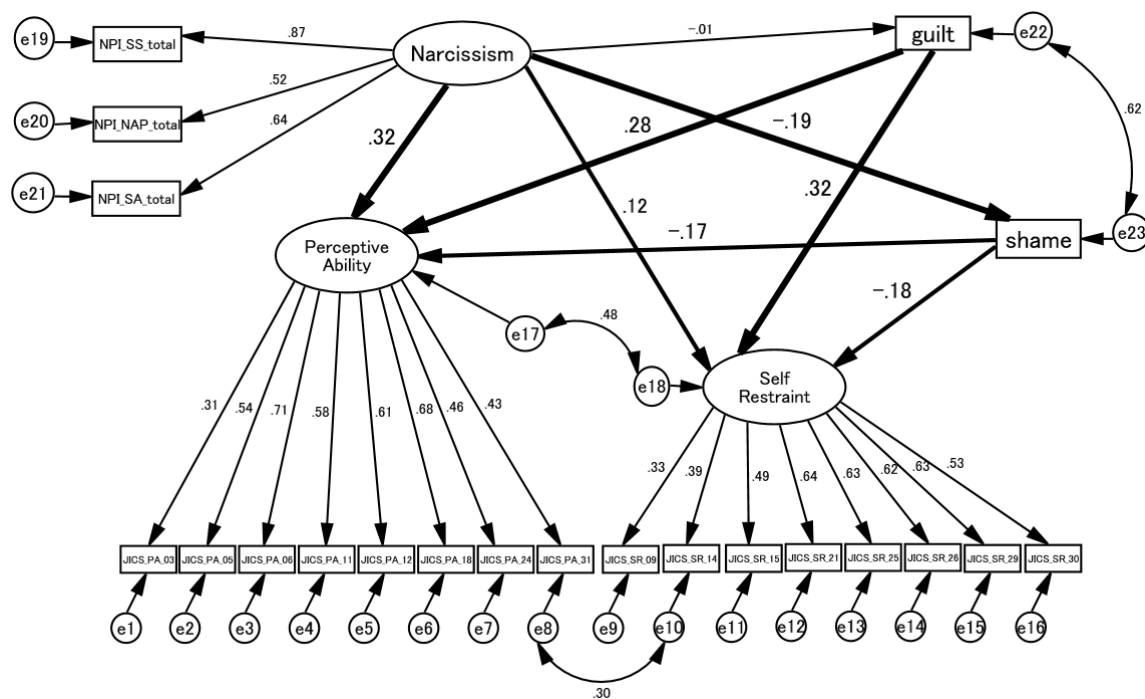 e19
NPI_SS_total
.87
Narcissism
-.01
guilt
e22
e20
NPI_NAP_total
.52
.64
.62
e21
NPI_SA_total
.32
.28
-.19
.32
.12
Perceptive
Ability
-.17
shame
e23
-.18
e17
.48
e18
Self
Restraint
.31
.54
.71
.58
.61
.68
.46
.43
.33
.39
.49
.64
.63
.62
.63
.53
JICS_PA_03
JICS_PA_05
JICS_PA_06
JICS_PA_11
JICS_PA_12
JICS_PA_18
JICS_PA_24
JICS_PA_31
JICS_SR_09
JICS_SR_14
JICS_SR_15
JICS_SR_21
JICS_SR_25
JICS_SR_26
JICS_SR_29
JICS_SR_30
e1
e2
e3
e4
e5
e6
e7
e8
e9
e10
e11
e12
e13
e14
e15
e16
.30